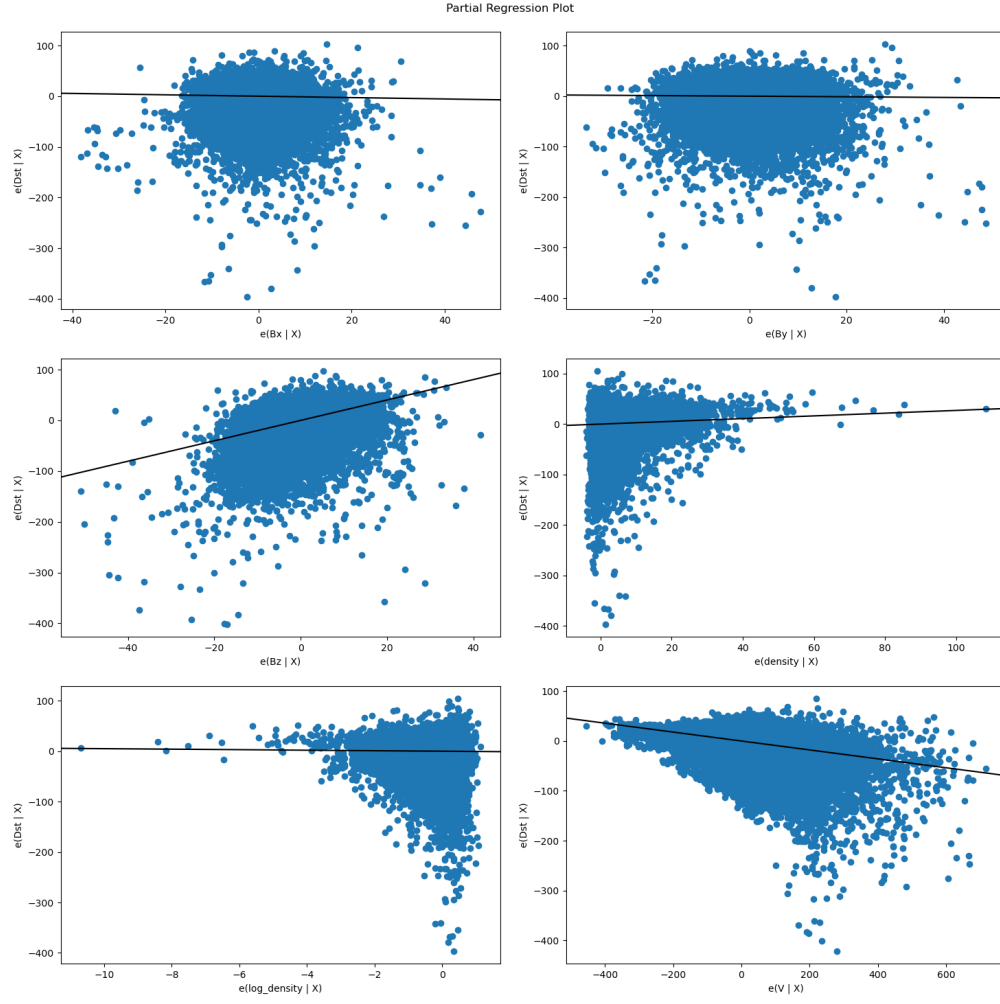 Partial Regression Plot
100
0
−100
−200
−300
−400
e(Dst | X)
−40 −20 0 20 40
e(Bx | X)
100
0
−100
−200
−300
−400
e(Dst | X)
−20 0 20 40
e(By | X)
100
0
−100
−200
−300
−400
e(Dst | X)
−40 −20 0 20 40
e(Bz | X)
100
0
−100
−200
−300
−400
e(Dst | X)
0 20 40 60 80 100
e(density | X)
100
0
−100
−200
−300
−400
e(Dst | X)
−10 −8 −6 −4 −2 0
e(log_density | X)
100
0
−100
−200
−300
−400
e(Dst | X)
−400 −200 0 200 400 600
e(V | X)